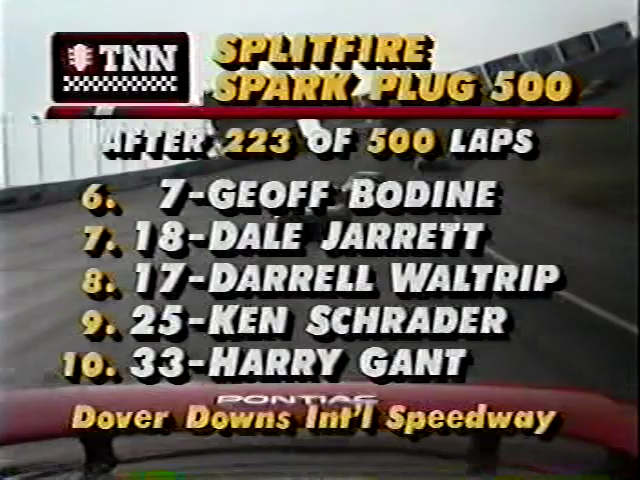 TNN
SPLITFIRE
SPARK PLUG 500
AFTER 223 OF 500 LAPS
6. 7-GEOFF BODINE
7. 18-DALE JARRETT
8. 17-DARRELL WALTRIP
9. 25-KEN SCHRADER
10. 33-HARRY GANT
PONTIAC
Dover Downs Int'l Speedway